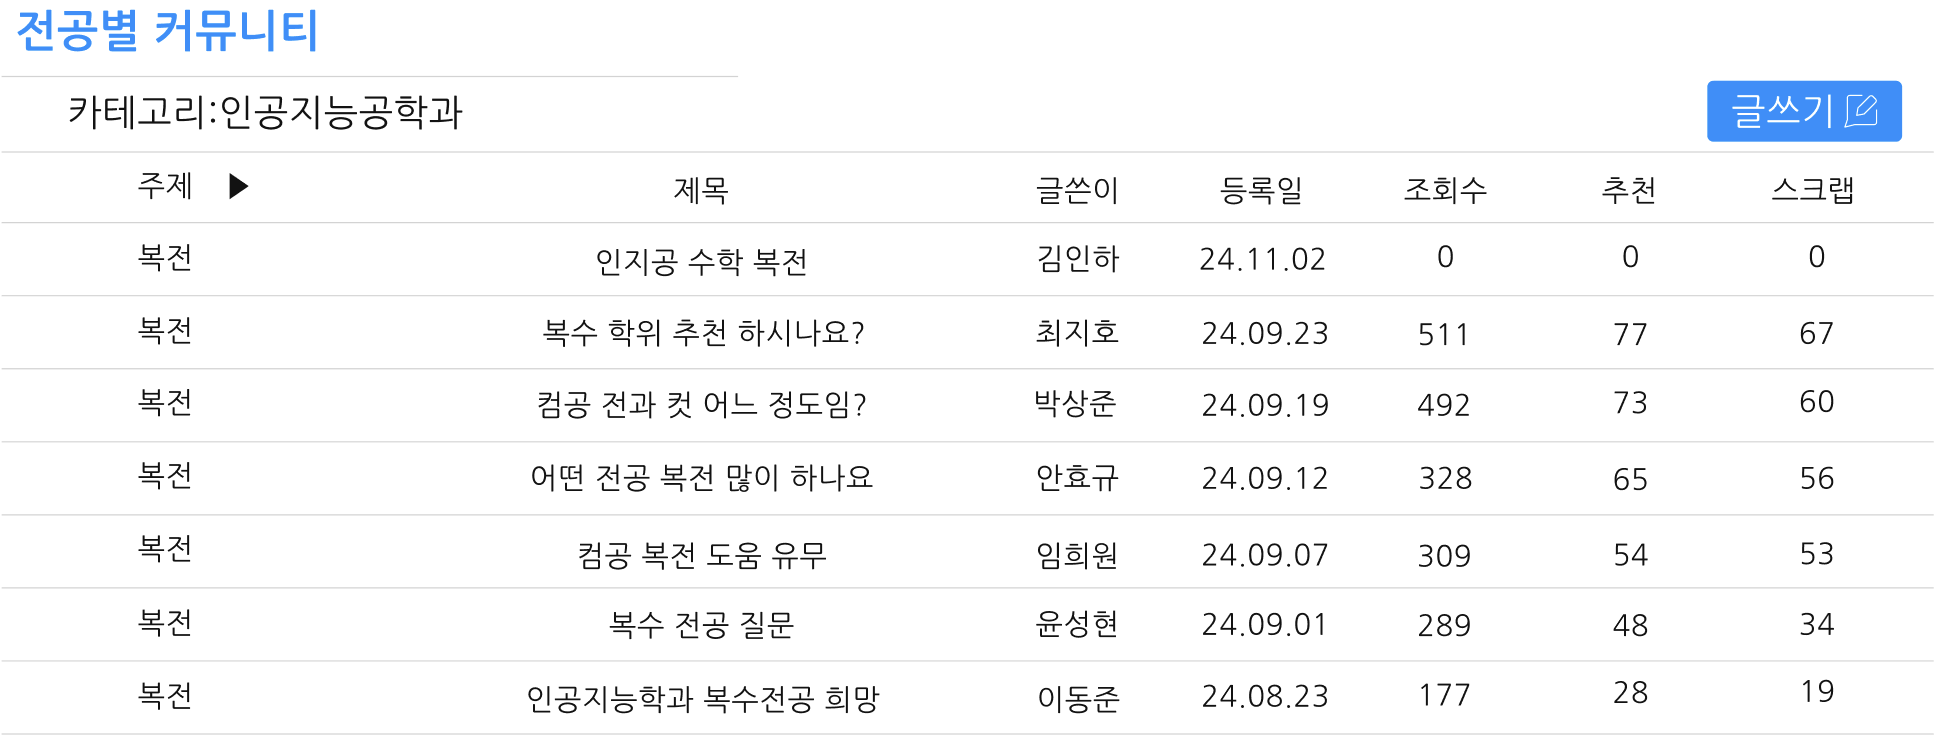 전공별 커뮤니티
카테고리:인공지능공학과
글쓰기
주제 ▶ 제목 글쓴이 등록일 조회수 추천 스크랩
복전 인지공 수학 복전 김인하 24.11.02 0 0 0
복전 복수 학위 추천 하시나요? 최지호 24.09.23 511 77 67
복전 컴공 전과 컷 어느 정도임? 박상준 24.09.19 492 73 60
복전 어떤 전공 복전 많이 하나요 안효규 24.09.12 328 65 56
복전 컴공 복전 도움 유무 임희원 24.09.07 309 54 53
복전 복수 전공 질문 윤성현 24.09.01 289 48 34
복전 인공지능학과 복수전공 희망 이동준 24.08.23 177 28 19